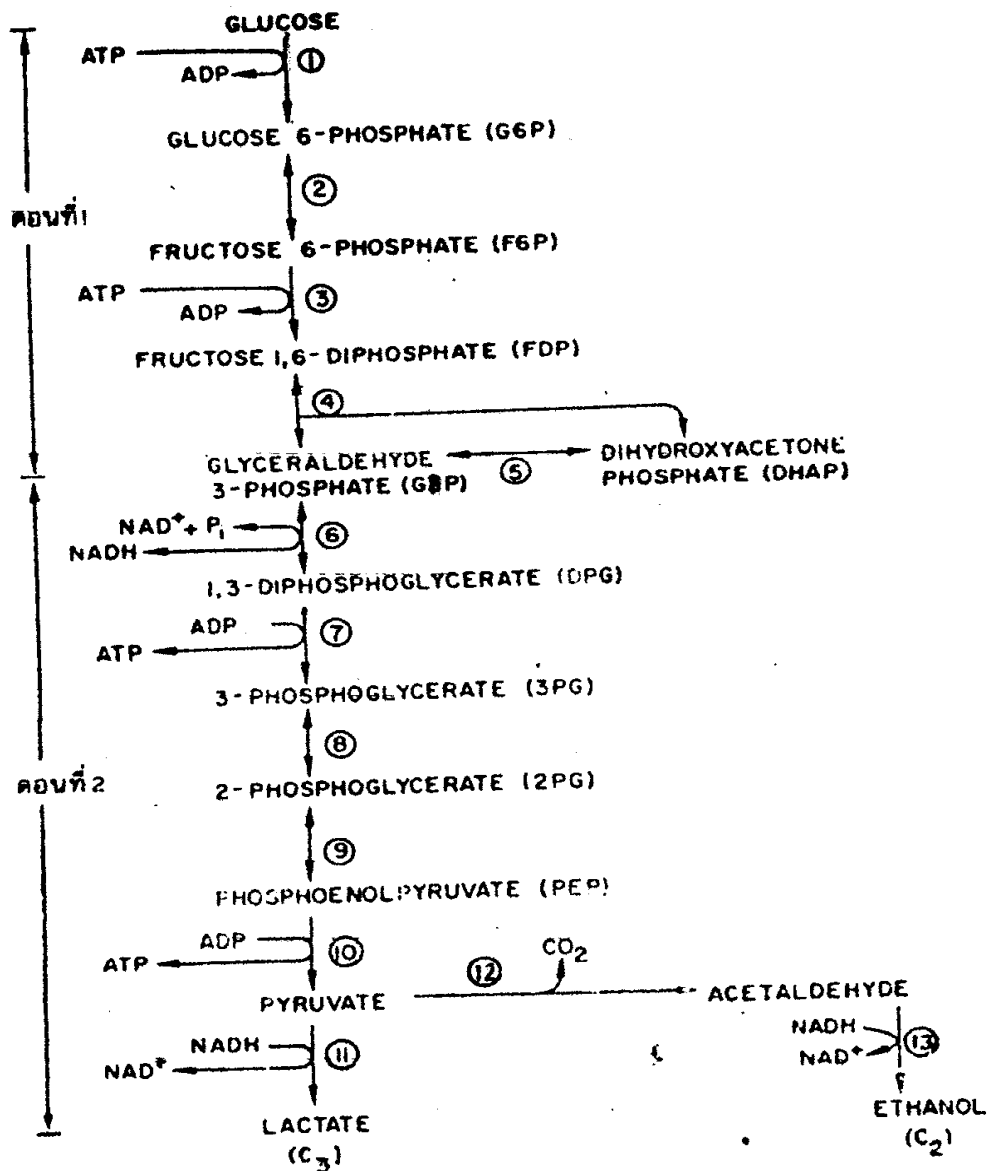 GLUCOSE
ATP
ADP
①
GLUCOSE 6-PHOSPHATE (G6P)
②
ตอนที่1
FRUCTOSE 6-PHOSPHATE (F6P)
ATP
ADP
③
FRUCTOSE 1,6-DIPHOSPHATE (FDP)
④
GLYCERALDEHYDE
3-PHOSPHATE (G3P)
⑤
DIHYDROXYACETONE
PHOSPHATE (DHAP)
NAD⁺+ Pᵢ
NADH
⑥
1,3-DIPHOSPHOGLYCERATE (DPG)
ADP
ATP
⑦
3-PHOSPHOGLYCERATE (3PG)
⑧
ตอนที่2
2-PHOSPHOGLYCERATE (2PG)
⑨
PHOSPHOENOLPYRUVATE (PEP)
ADP
ATP
⑩
PYRUVATE
⑫
CO₂
ACETALDEHYDE
NADH
NAD⁺
⑪
NADH
NAD⁺
⑬
LACTATE
(C₃)
ETHANOL
(C₂)